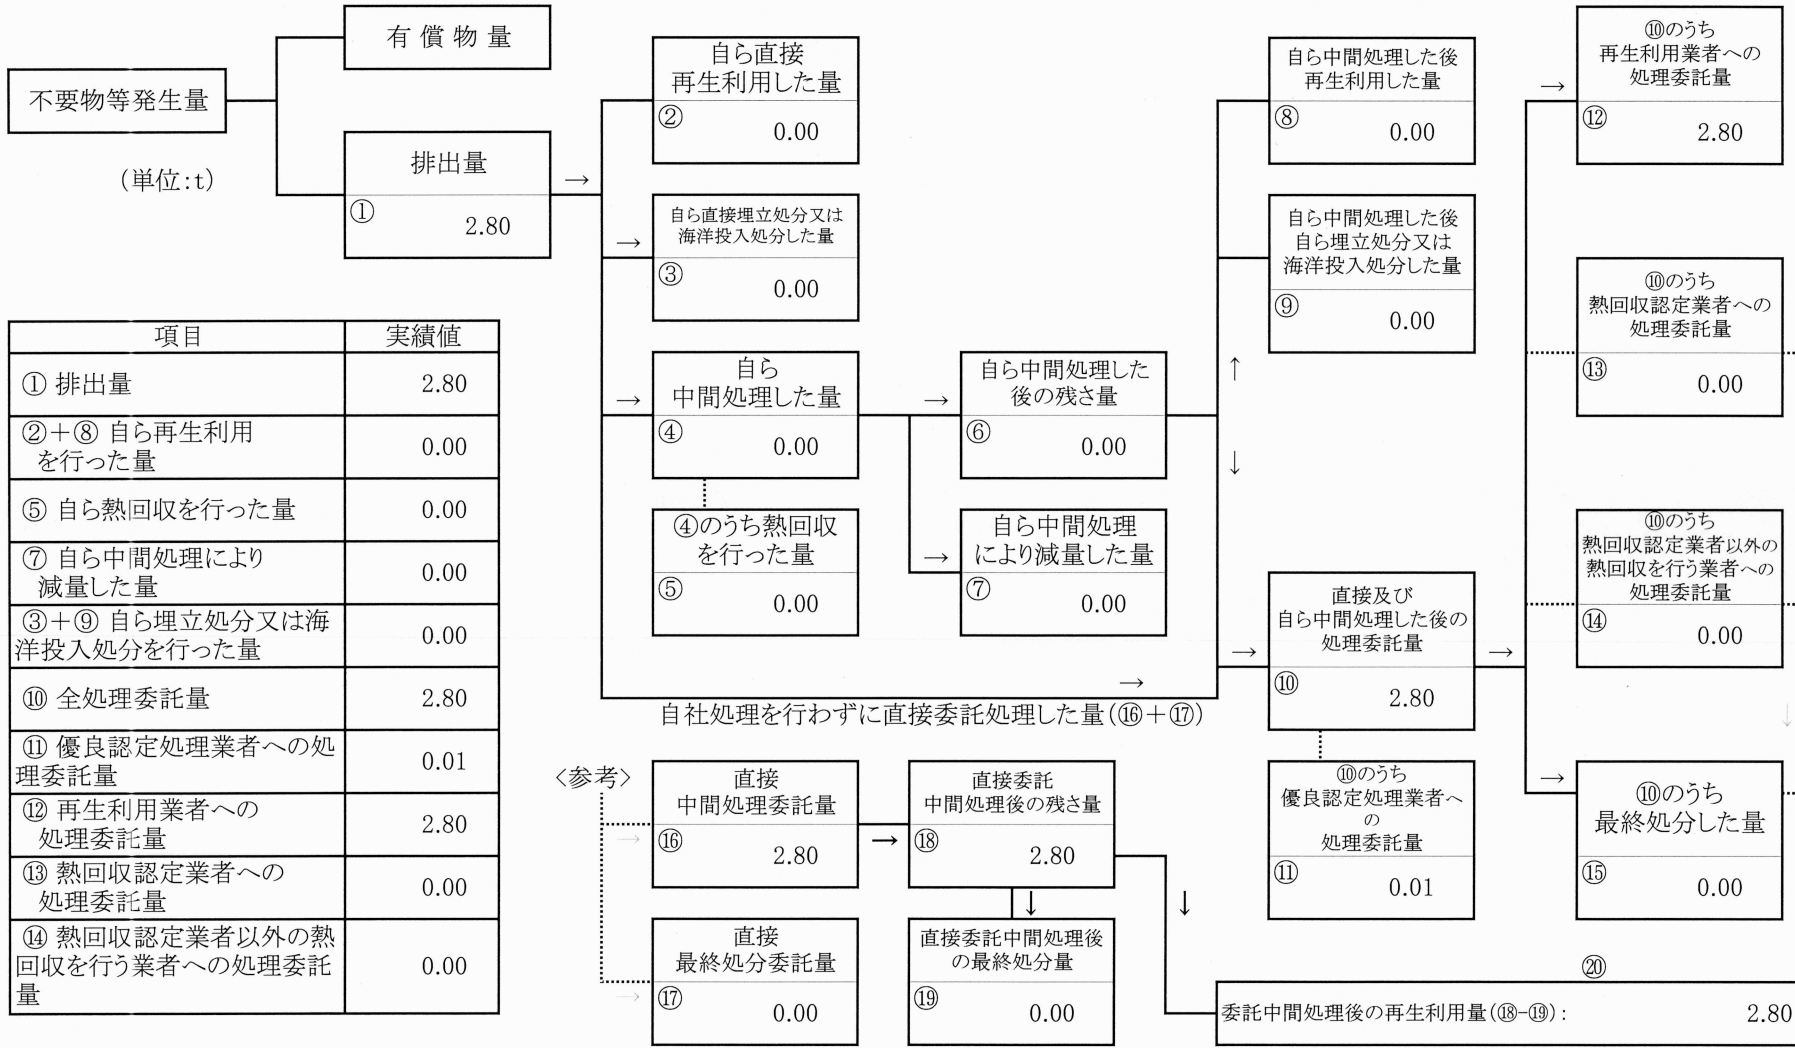 不要物等発生量
(単位:t)
有 償 物 量
排出量
①
2.80
→
自ら直接
再生利用した量
②
0.00
→
自ら直接埋立処分又は
海洋投入処分した量
③
0.00
→
自ら
中間処理した量
④
0.00
④のうち熱回収
を行った量
⑤
0.00
→
自ら中間処理した
後の残さ量
⑥
0.00
→
自ら中間処理
により減量した量
⑦
0.00
↑
↓
自ら中間処理した後
再生利用した量
⑧
0.00
自ら中間処理した後
自ら埋立処分又は
海洋投入処分した量
⑨
0.00
→
自社処理を行わずに直接委託処理した量(⑯+⑰)
→
直接及び
自ら中間処理した後の
処理委託量
⑩
2.80
⑩のうち
優良認定処理業者へ
の
処理委託量
⑪
0.01
→
→
⑩のうち
再生利用業者への
処理委託量
⑫
2.80
⑩のうち
熱回収認定業者への
処理委託量
⑬
0.00
⑩のうち
熱回収認定業者以外の
熱回収を行う業者への
処理委託量
⑭
0.00
↓
→
⑩のうち
最終処分した量
⑮
0.00
項目 実績値
① 排出量 2.80
②+⑧ 自ら再生利用
を行った量 0.00
⑤ 自ら熱回収を行った量 0.00
⑦ 自ら中間処理により
減量した量 0.00
③+⑨ 自ら埋立処分又は海
洋投入処分を行った量 0.00
⑩ 全処理委託量 2.80
⑪ 優良認定処理業者への処
理委託量 0.01
⑫ 再生利用業者への
処理委託量 2.80
⑬ 熱回収認定業者への
処理委託量 0.00
⑭ 熱回収認定業者以外の熱
回収を行う業者への処理委託
量 0.00
<参考>
→
直接
中間処理委託量
⑯
2.80
→
直接委託
中間処理後の残さ量
⑱
2.80
→
直接
最終処分委託量
⑰
0.00
↓
直接委託中間処理後
の最終処分量
⑲
0.00
↓
⑳
委託中間処理後の再生利用量(⑱-⑲): 2.80